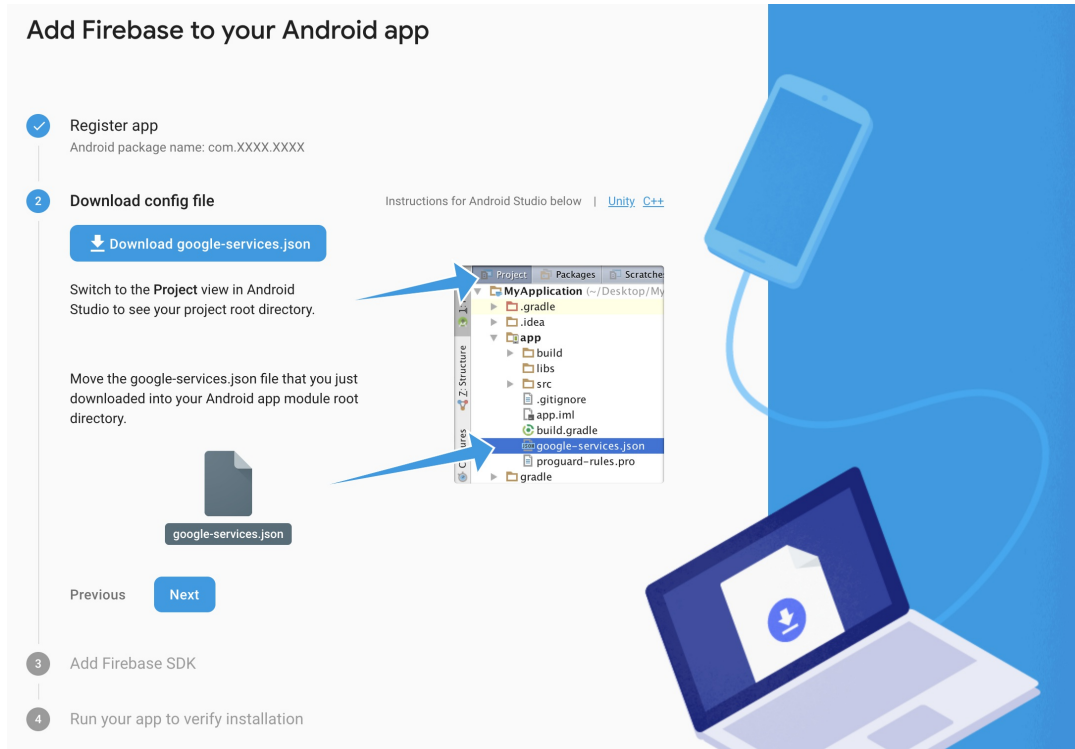 Add Firebase to your Android app
Register app
Android package name: com.XXXX.XXXX
2
Download config file
Instructions for Android Studio below | Unity C++
Download google-services.json
Switch to the Project view in Android
Studio to see your project root directory.
Move the google-services.json file that you just
downloaded into your Android app module root
directory.
google-services.json
Project Packages Scratche
MyApplication (~/Desktop/My
.gradle
.idea
app
build
libs
src
.gitignore
app.iml
build.gradle
google-services.json
proguard-rules.pro
gradle
Z: Structure
Previous
Next
3
Add Firebase SDK
4
Run your app to verify installation